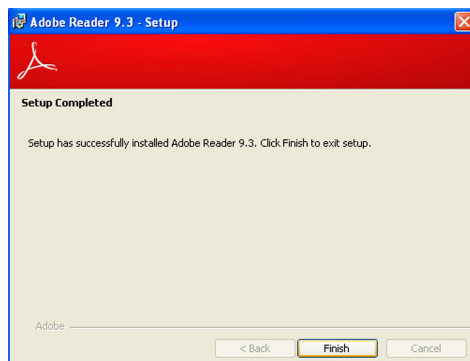 Adobe Reader 9.3 - Setup
Setup Completed
Setup has successfully installed Adobe Reader 9.3. Click Finish to exit setup.
Adobe
< Back
Finish
Cancel